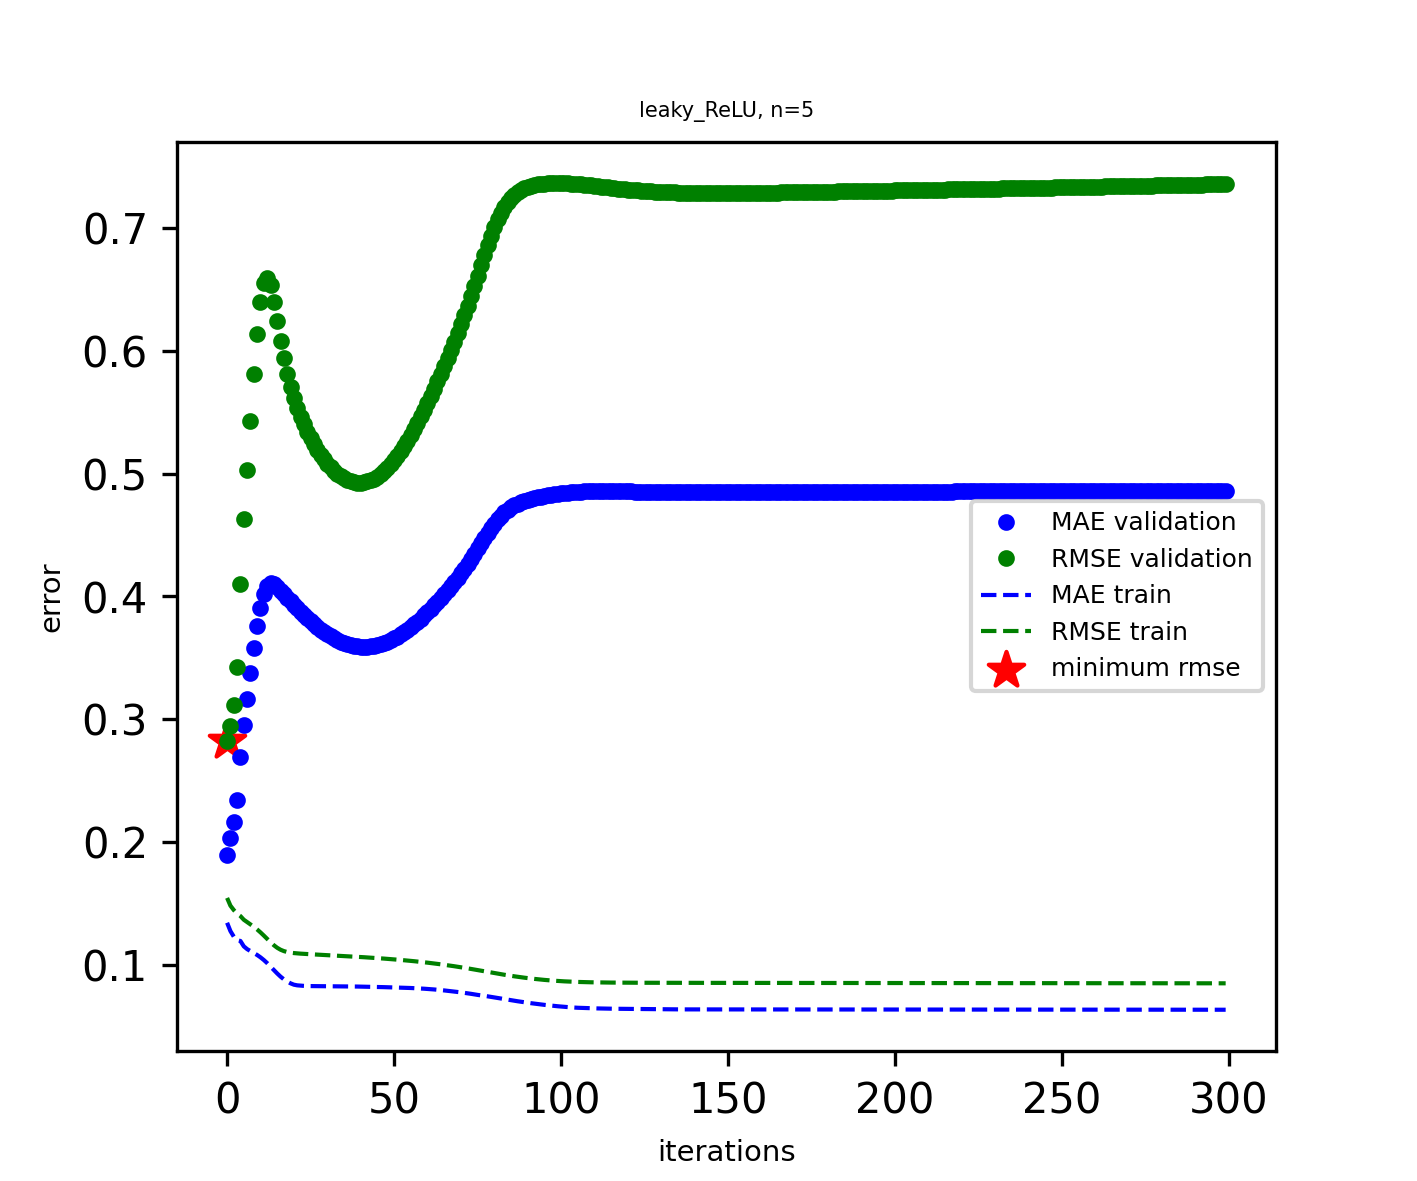 leaky_ReLU, n=5
error
0.7
0.6
0.5
0.4
0.3
0.2
0.1
MAE validation
RMSE validation
MAE train
RMSE train
minimum rmse
0 50 100 150 200 250 300
iterations